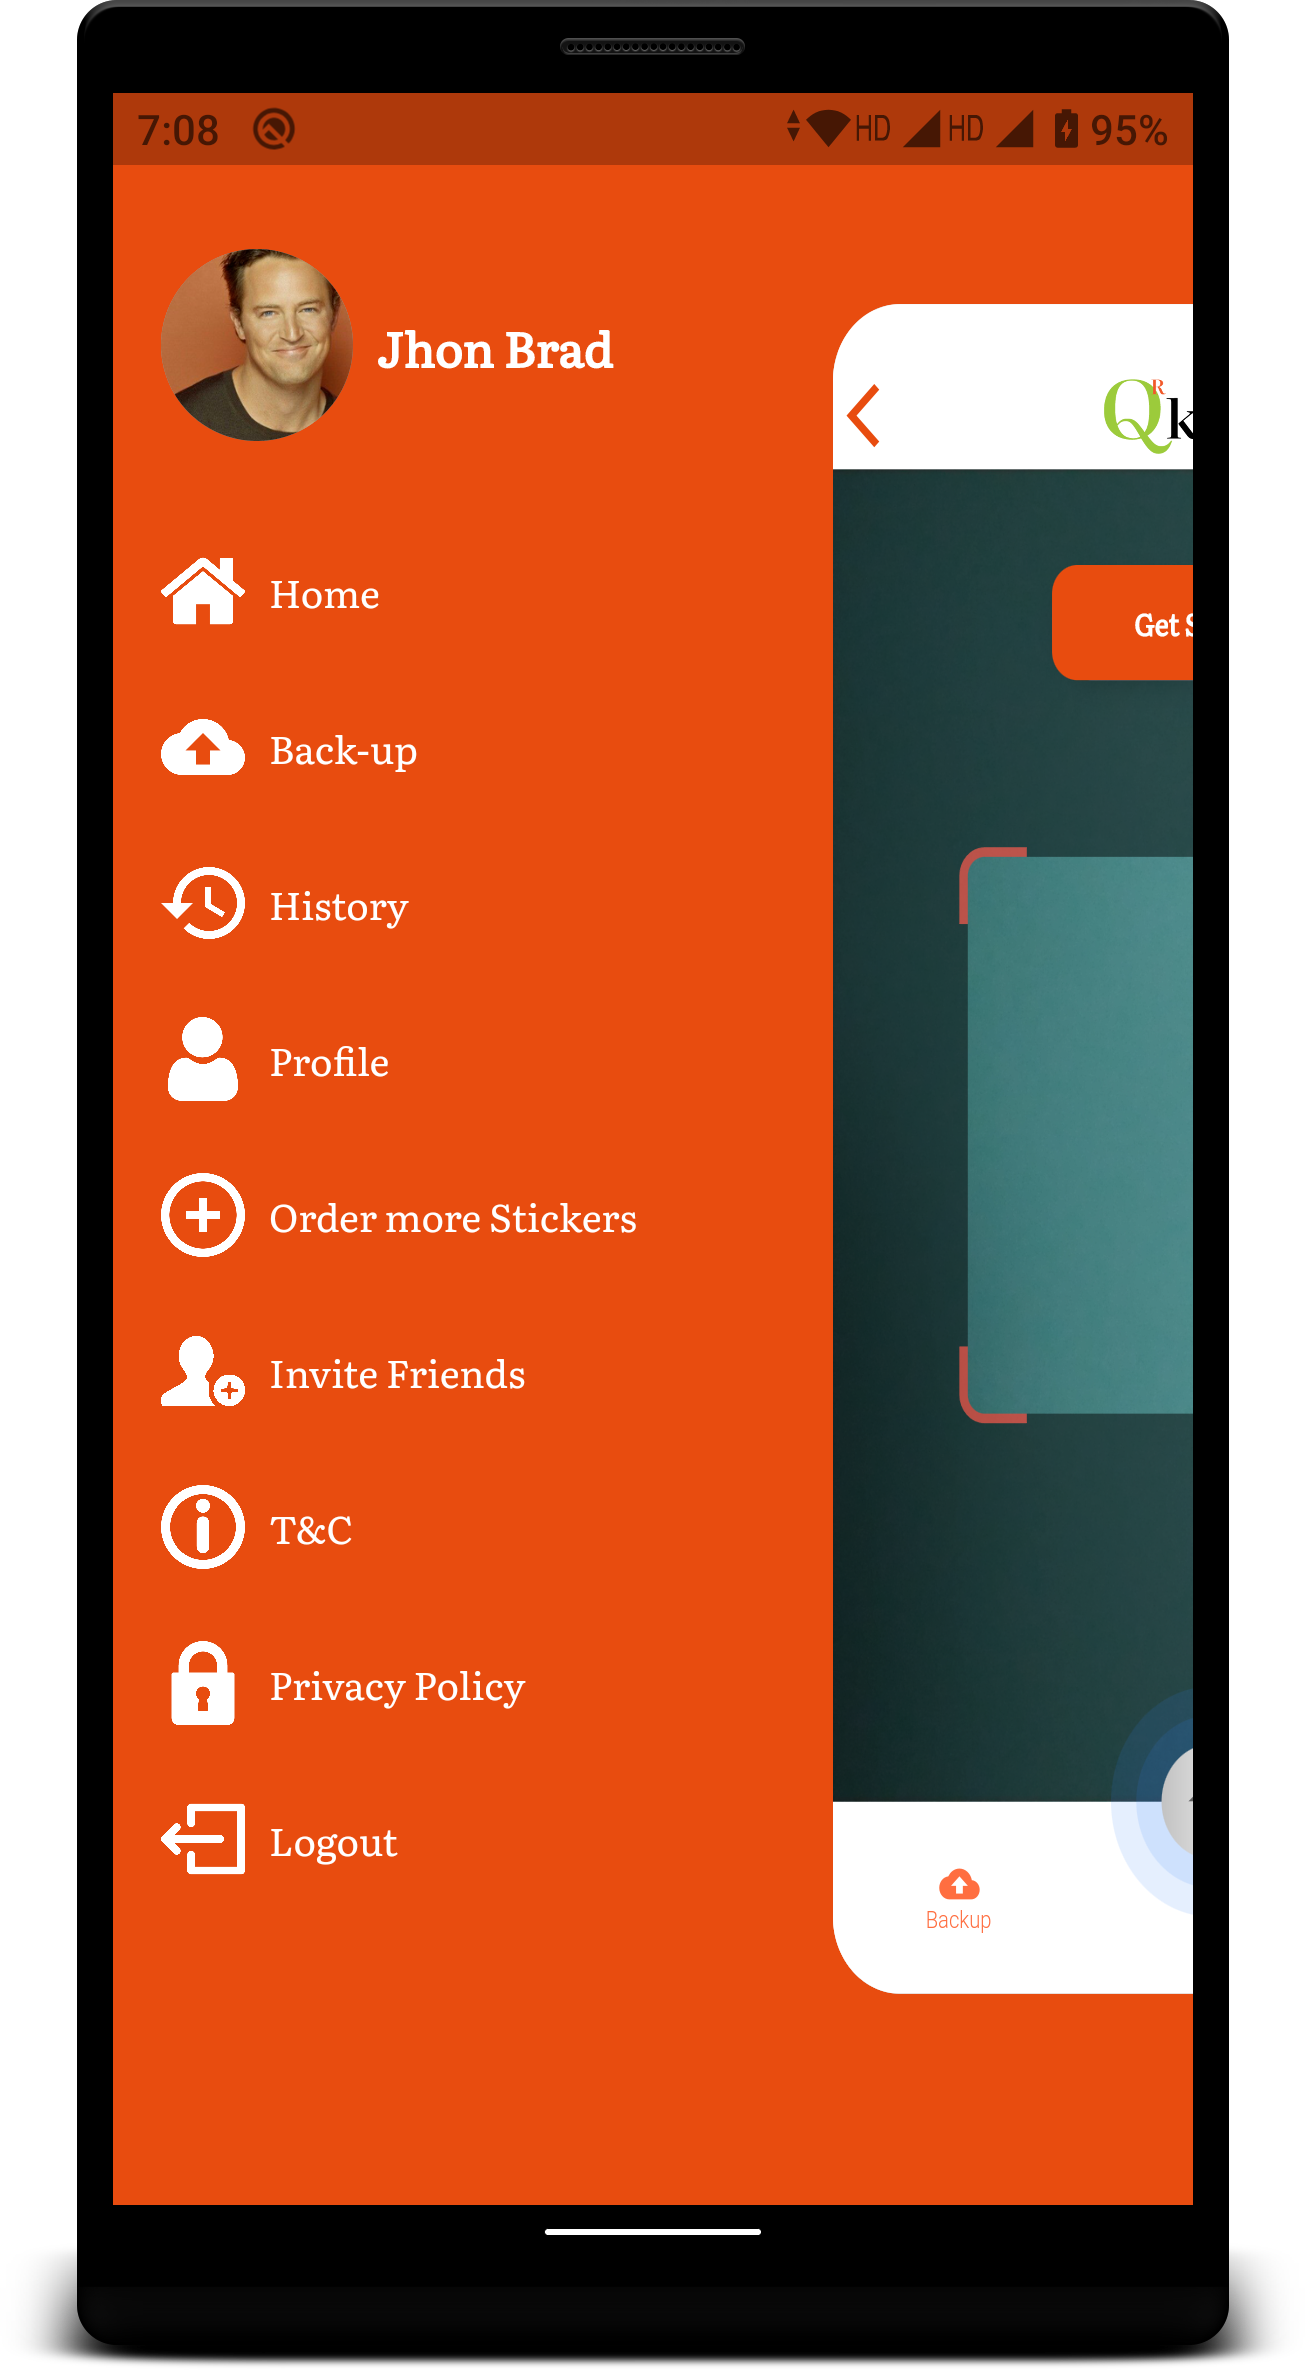 7:08 HD HD 95%
Jhon Brad
QRk
Get S
Home
Back-up
History
Profile
Order more Stickers
Invite Friends
T&C
Privacy Policy
Logout
Backup